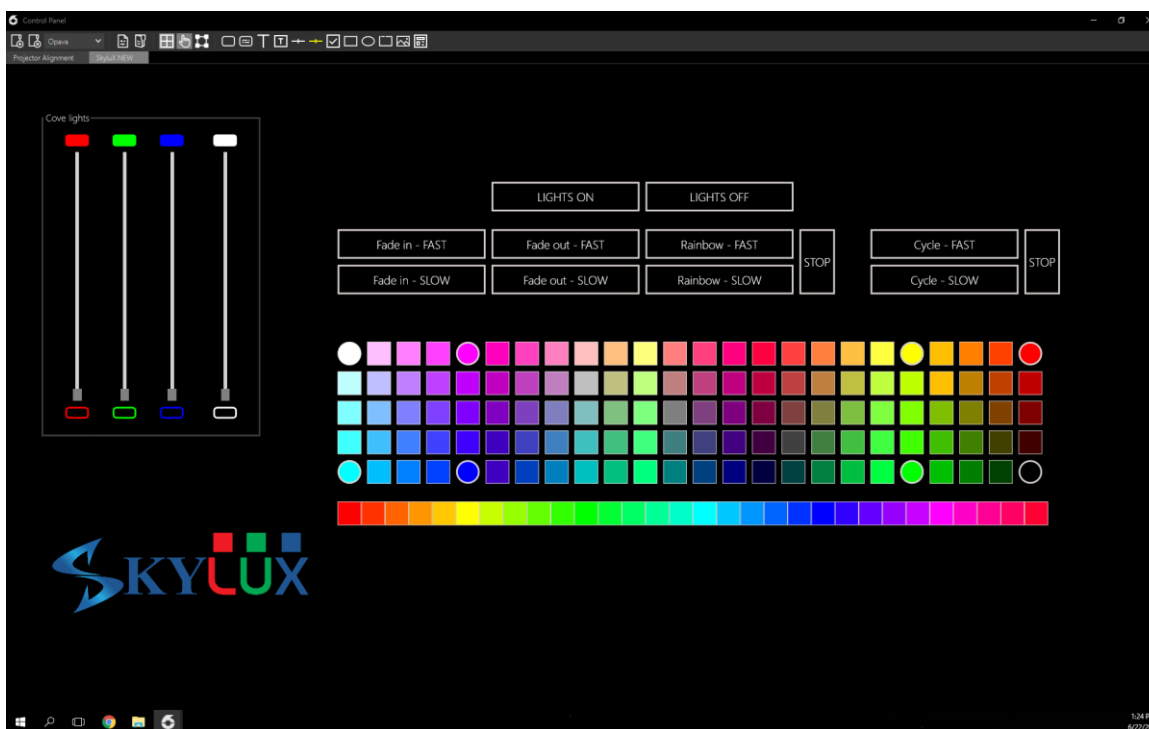 Control Panel
Opava
Projector Alignment SkyluX NEW
Cove lights
LIGHTS ON LIGHTS OFF
Fade in - FAST Fade out - FAST Rainbow - FAST STOP Cycle - FAST STOP
Fade in - SLOW Fade out - SLOW Rainbow - SLOW Cycle - SLOW
SKYLUX
1:24 P
6/22/2